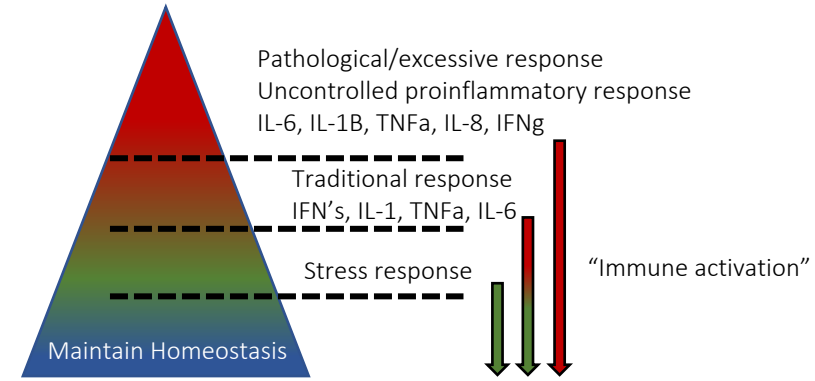 Pathological/excessive response
Uncontrolled proinflammatory response
IL-6, IL-1B, TNFa, IL-8, IFNg
Traditional response
IFN's, IL-1, TNFa, IL-6
Stress response
“Immune activation”
Maintain Homeostasis